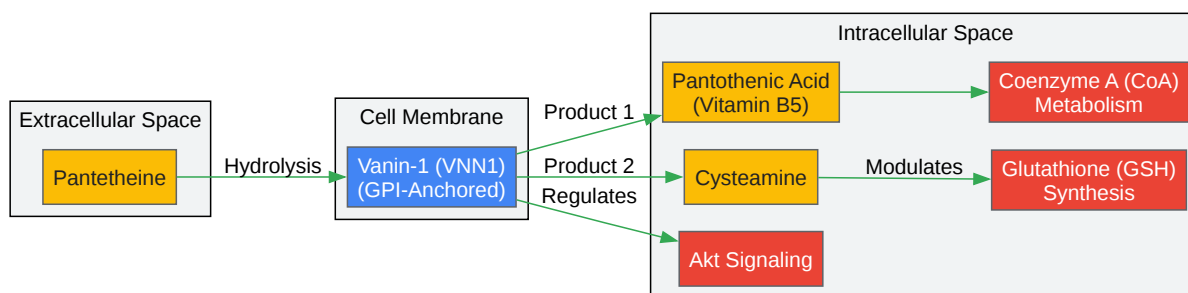 Extracellular Space
Pantetheine
Hydrolysis
Cell Membrane
Vanin-1 (VNN1)
(GPI-Anchored)
Product 1
Product 2
Regulates
Intracellular Space
Pantothenic Acid
(Vitamin B5)
Coenzyme A (CoA)
Metabolism
Cysteamine
Modulates
Glutathione (GSH)
Synthesis
Akt Signaling